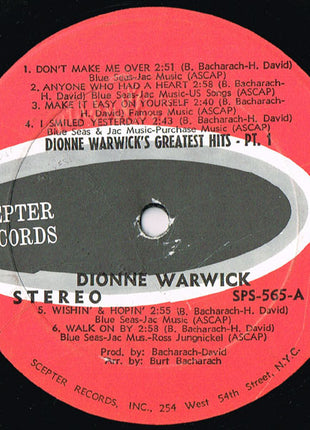 1. DON'T MAKE ME OVER 2:51 (B. Bacharach-H. David)
Blue Seas-Jac Music (ASCAP)
2. ANYONE WHO HAD A HEART 2:58 (B. Bacharach-
H. David) Blue Seas-Jac Music-US Songs (ASCAP)
3. MAKE IT EASY ON YOURSELF 2:40 (B. Bacharach-
H. David) Famous Music (ASCAP)
4. I SMILED YESTERDAY 2:43 (B. Bacharach-H. David)
Blue Seas & Jac Music-Purchase Music (ASCAP)
DIONNE WARWICK'S GREATEST HITS - PT. 1
CEPTER
CORDS
DIONNE WARWICK
STEREO SPS-565-A
5. WISHIN' & HOPIN' 2:55 (B. Bacharach-H. David)
Blue Seas-Jac Music (ASCAP)
6. WALK ON BY 2:58 (B. Bacharach-H. David)
Blue Seas-Jac Mus.-Ross Jungnickel (ASCAP)
Prod. by: Bacharach-David
Arr. by: Burt Bacharach
SCEPTER RECORDS, INC., 254 West 54th Street, N.Y.C.